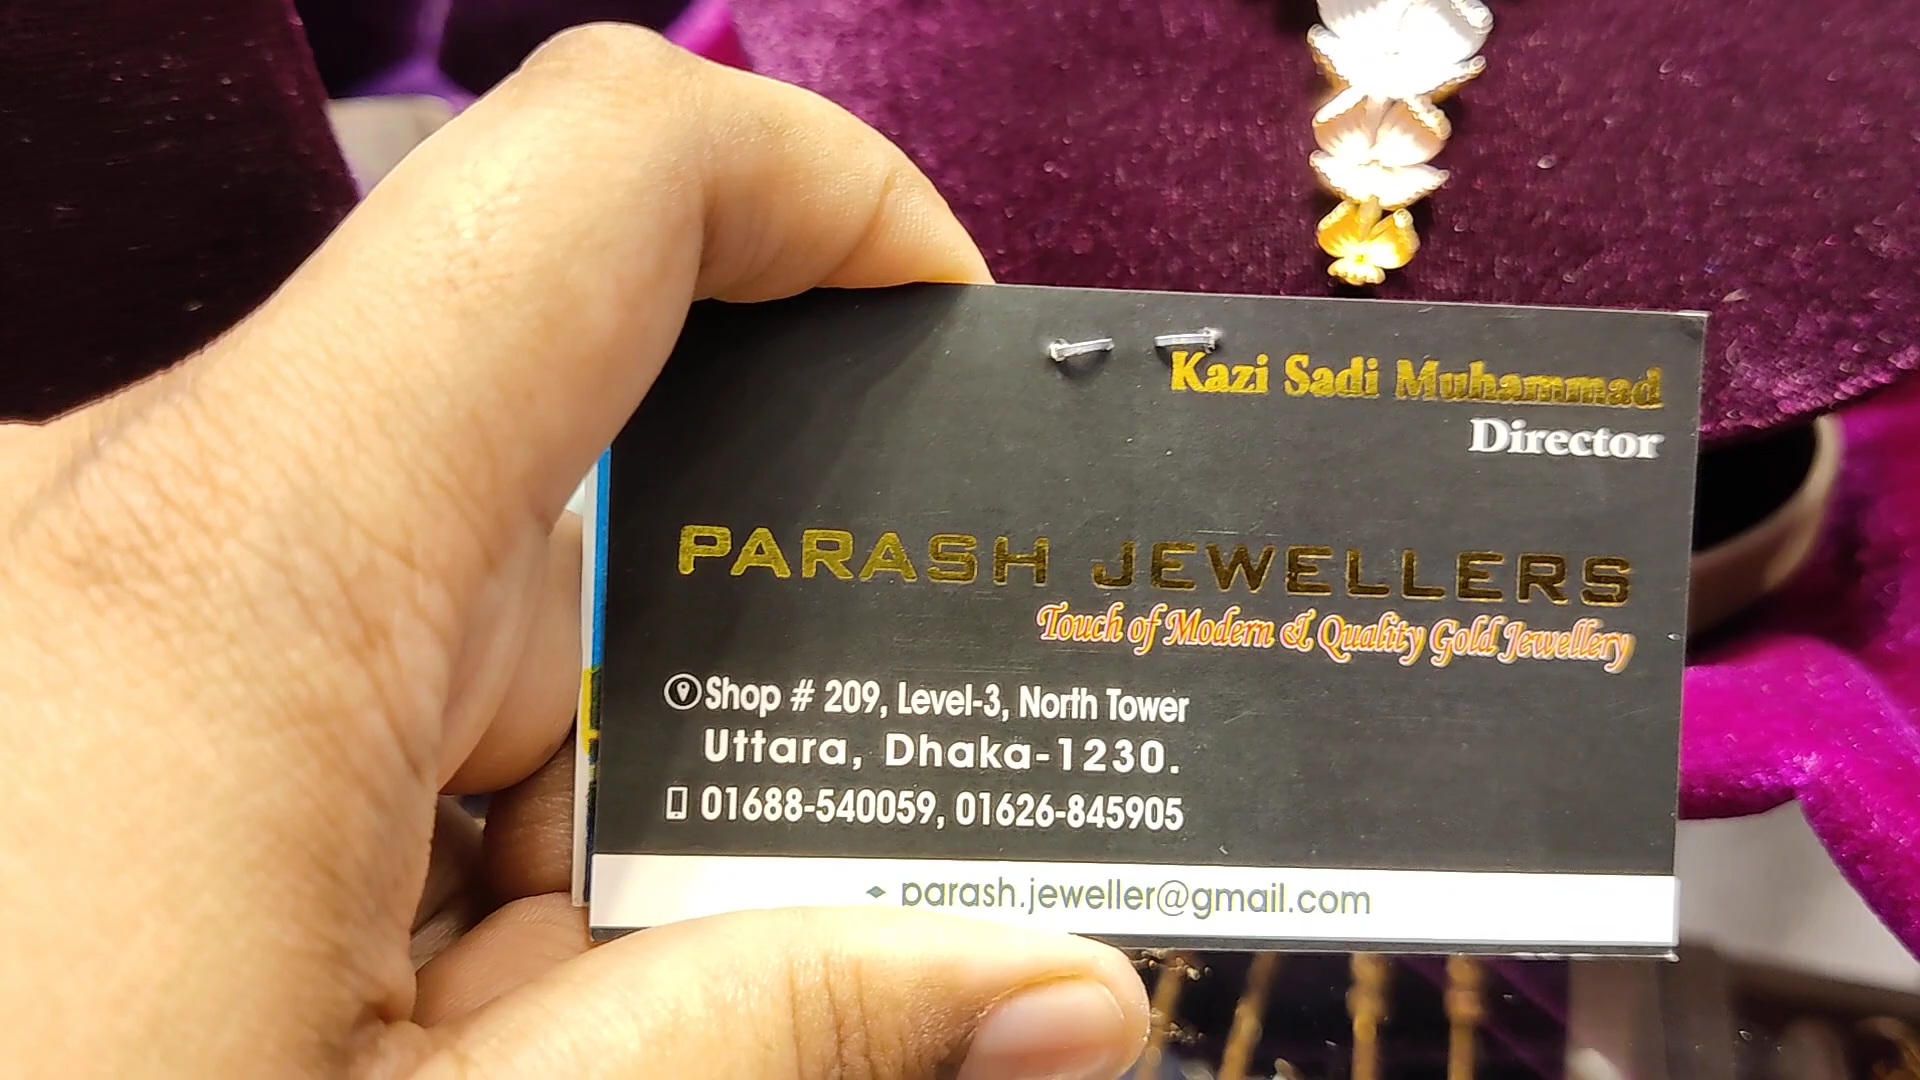 Kazi Sadi Muhammad
Director
PARASH JEWELLERS
Touch of Modern & Quality Gold Jewellery
Shop # 209, Level-3, North Tower
Uttara, Dhaka-1230.
01688-540059, 01626-845905
parash.jeweller@gmail.com